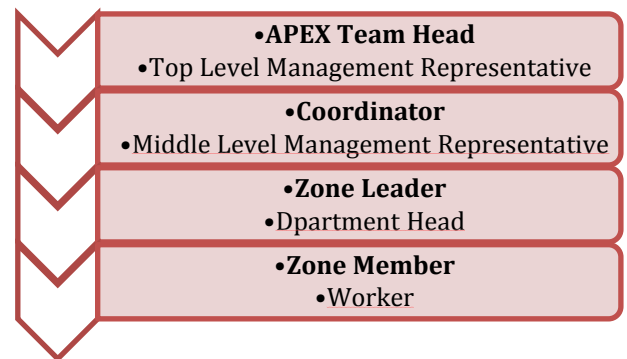 •APEX Team Head
•Top Level Management Representative
•Coordinator
•Middle Level Management Representative
•Zone Leader
•Dpartment Head
•Zone Member
•Worker